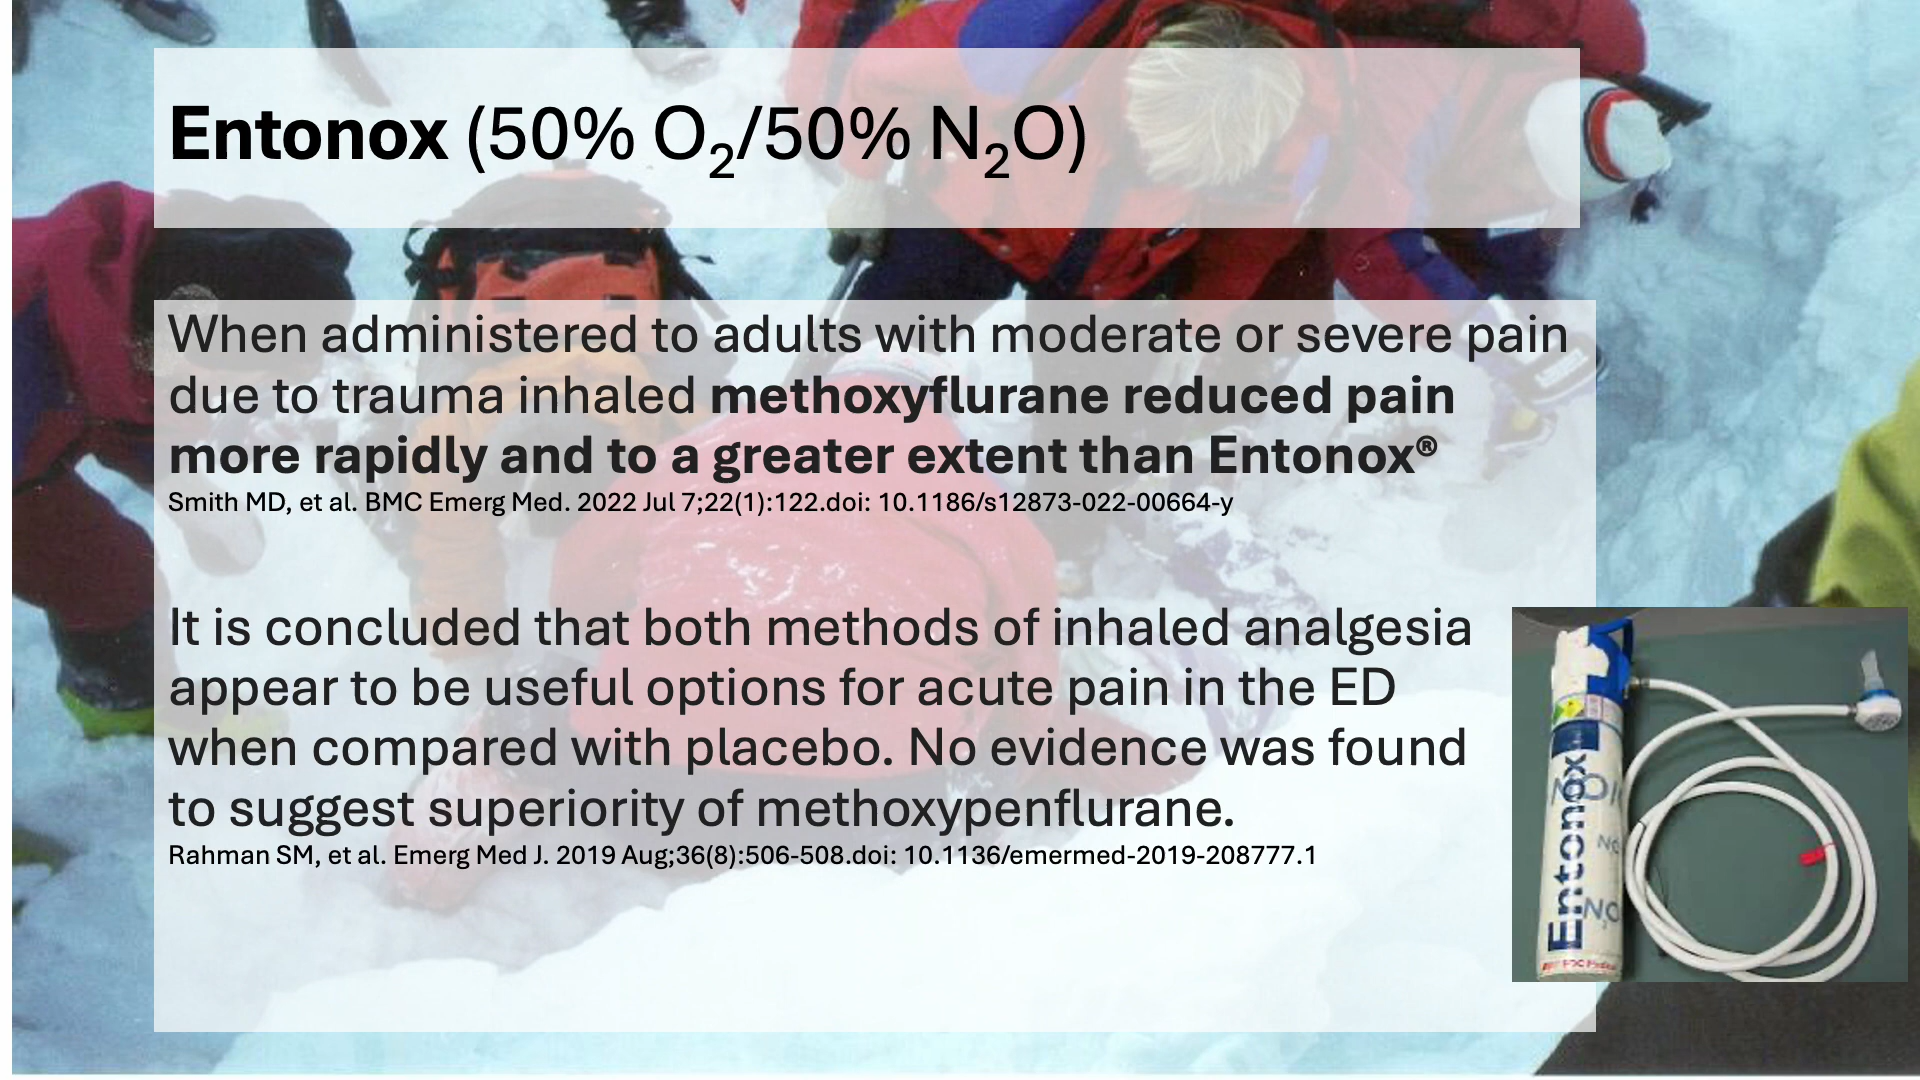 Entonox (50% O₂/50% N₂O)
When administered to adults with moderate or severe pain
due to trauma inhaled methoxyflurane reduced pain
more rapidly and to a greater extent than Entonox®
Smith MD, et al. BMC Emerg Med. 2022 Jul 7;22(1):122.doi: 10.1186/s12873-022-00664-y
It is concluded that both methods of inhaled analgesia
appear to be useful options for acute pain in the ED
when compared with placebo. No evidence was found
to suggest superiority of methoxypenflurane.
Rahman SM, et al. Emerg Med J. 2019 Aug;36(8):506-508.doi: 10.1136/emermed-2019-208777.1
Entonox